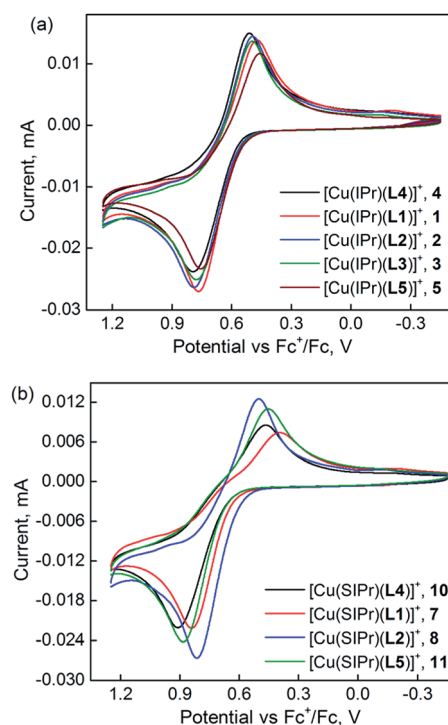 (a)
0.015
0.00
-0.01
-0.02
-0.03
Current, mA
[Cu(IPr)(L4)]⁺, 4
[Cu(IPr)(L1)]⁺, 1
[Cu(IPr)(L2)]⁺, 2
[Cu(IPr)(L3)]⁺, 3
[Cu(IPr)(L5)]⁺, 5
1.2 0.9 0.6 0.3 0.0 -0.3
Potential vs Fc⁺/Fc, V
(b)
0.012
0.006
0.000
-0.006
-0.012
-0.018
-0.024
-0.030
Current, mA
[Cu(SIPr)(L4)]⁺, 10
[Cu(SIPr)(L1)]⁺, 7
[Cu(SIPr)(L2)]⁺, 8
[Cu(SIPr)(L5)]⁺, 11
1.2 0.9 0.6 0.3 0.0 -0.3
Potential vs Fc⁺/Fc, V